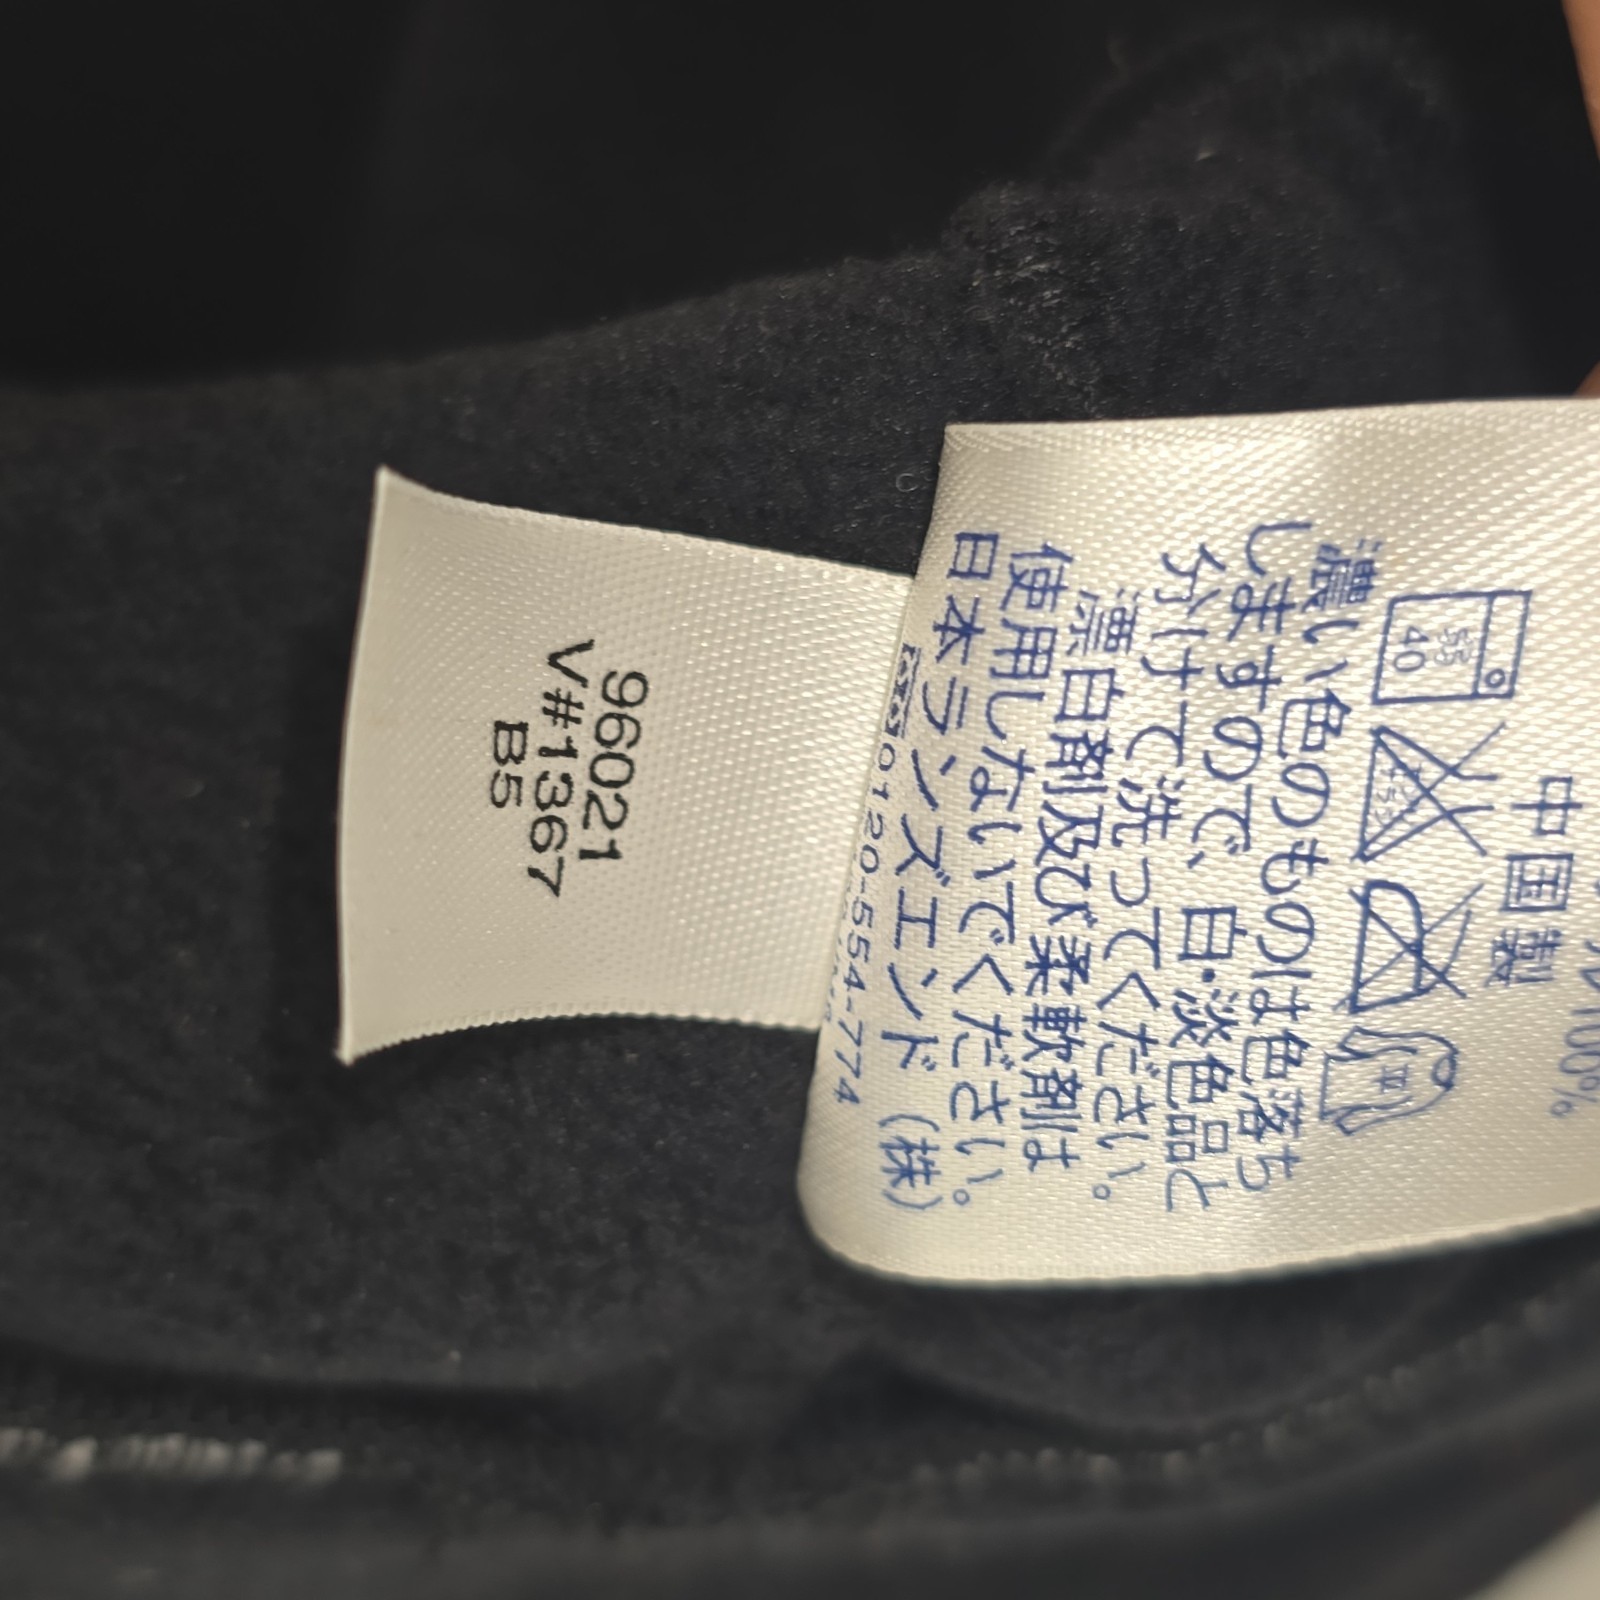 100%
中国製
40
濃い色のものは色落ち
しますので、白・淡色品と
分けて洗ってください。
漂白剤及び柔軟剤は
使用しないでください。
日本ランズエンド(株)
0120-554-774
96021
V#1367
B5